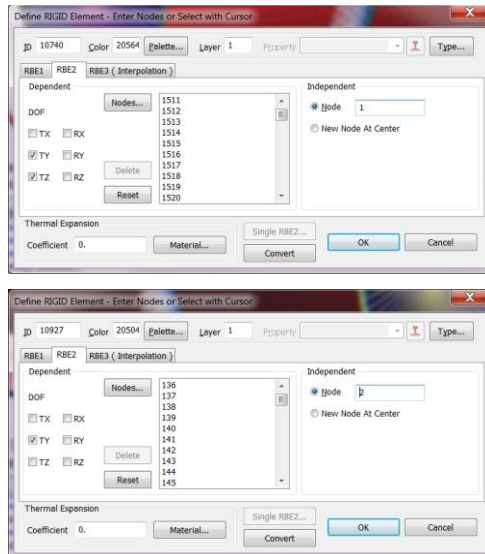 Define RIGID Element - Enter Nodes or Select with Cursor
ID 10740 Color 20564 Palette... Layer 1 Property Type...
RBE1 RBE2 RBE3 ( Interpolation )
Dependent
DOF
TX RX
TY RY
TZ RZ
Nodes...
Delete
Reset
1511
1512
1513
1514
1515
1516
1517
1518
1519
1520
Independent
Node 1
New Node At Center
Thermal Expansion
Coefficient 0. Material...
Single RBE2...
Convert
OK Cancel
Define RIGID Element - Enter Nodes or Select with Cursor
ID 10927 Color 20504 Palette... Layer 1 Property Type...
RBE1 RBE2 RBE3 ( Interpolation )
Dependent
DOF
TX RX
TY RY
TZ RZ
Nodes...
Delete
Reset
136
137
138
139
140
141
142
143
144
145
Independent
Node 2
New Node At Center
Thermal Expansion
Coefficient 0. Material...
Single RBE2...
Convert
OK Cancel